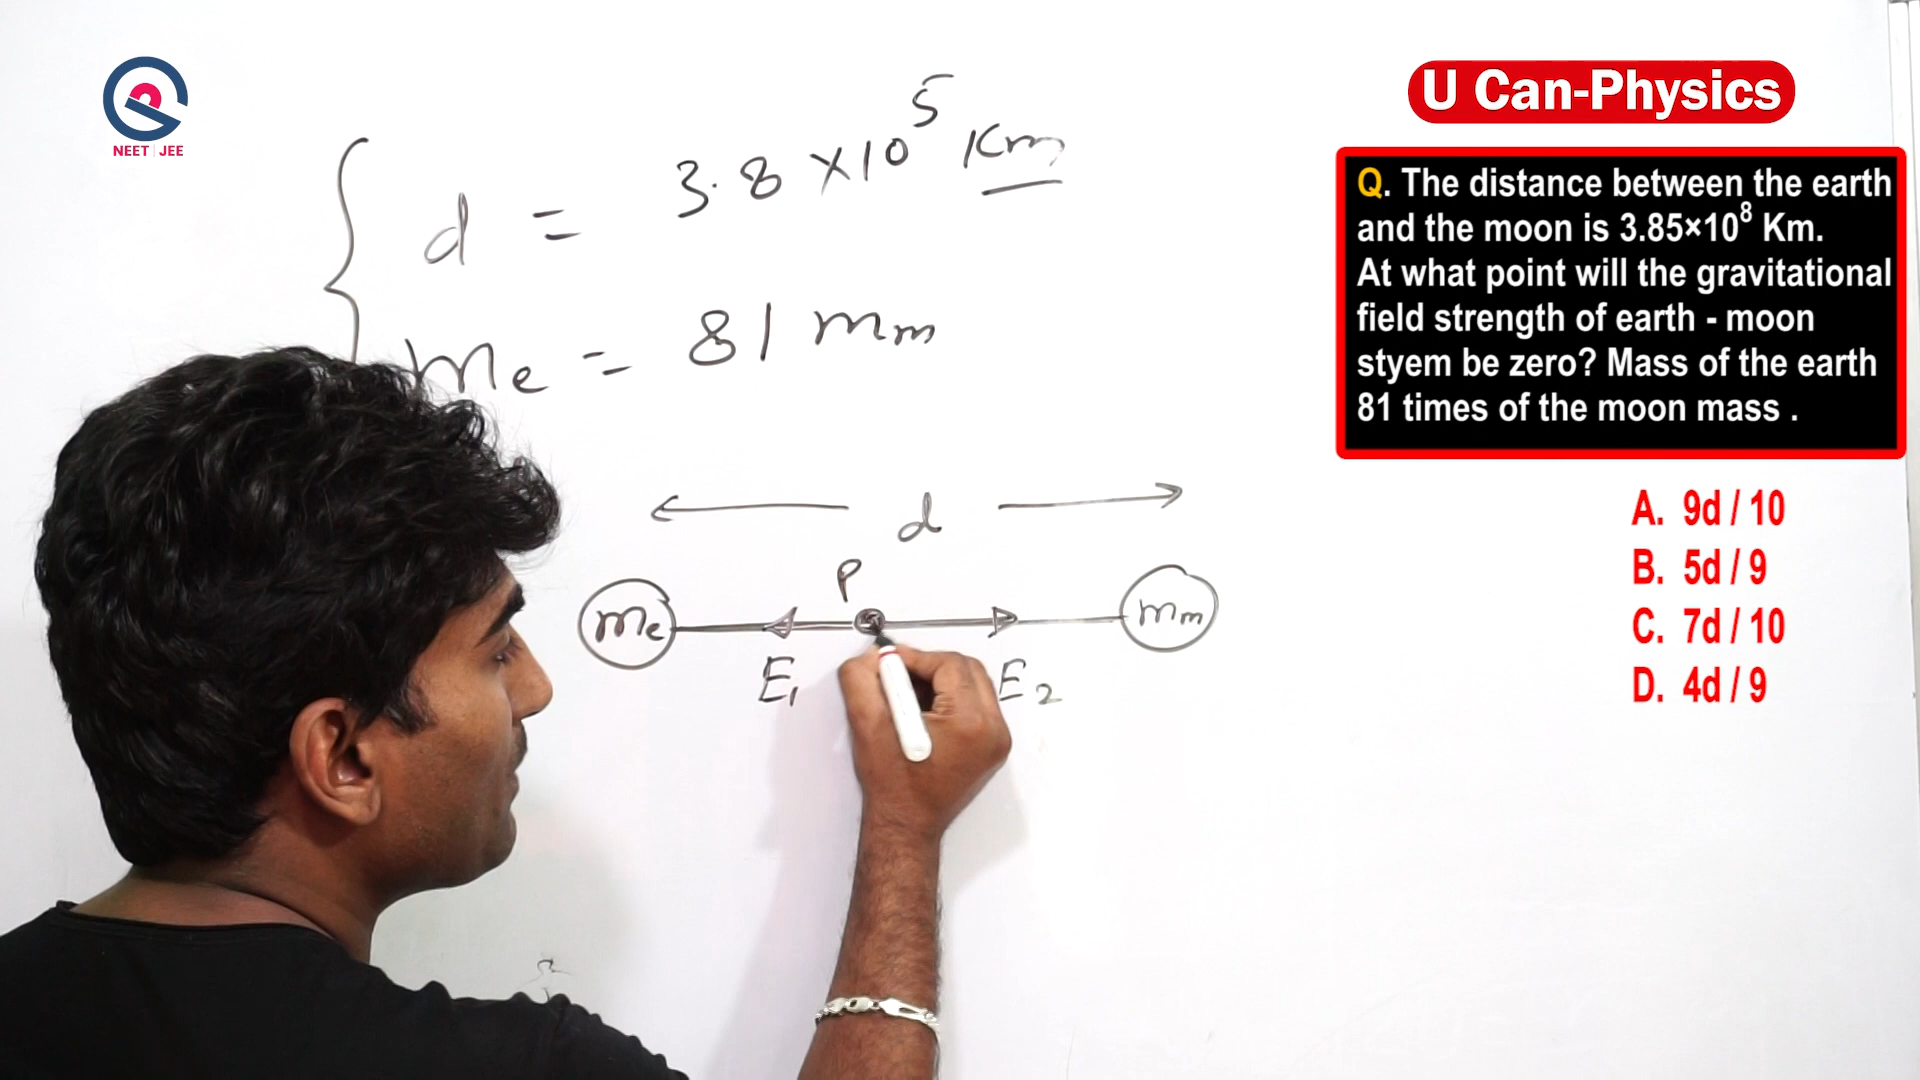 NEET | JEE
d = 3.8 ×10⁵ Km
me = 81 mm
d
P
me
mm
E₁
E₂
U Can-Physics
Q. The distance between the earth
and the moon is 3.85×10⁸ Km.
At what point will the gravitational
field strength of earth - moon
styem be zero? Mass of the earth
81 times of the moon mass .
A. 9d / 10
B. 5d / 9
C. 7d / 10
D. 4d / 9